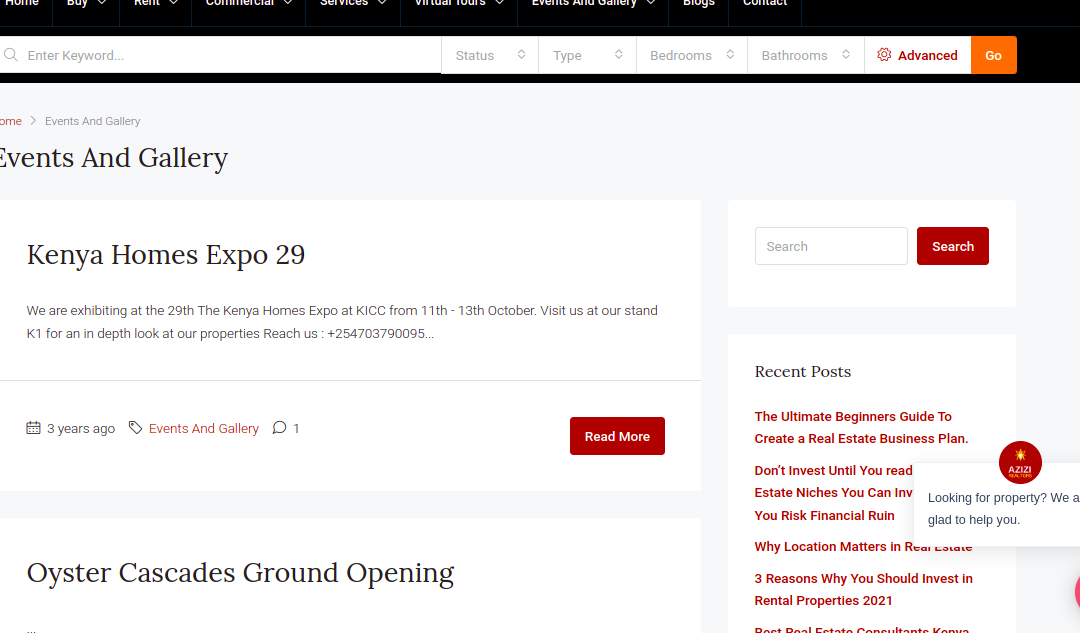 Home Buy Rent Commercial Services Virtual Tours Events And Gallery Blogs Contact
Enter Keyword... Status Type Bedrooms Bathrooms Advanced Go
ome Events And Gallery
Events And Gallery
Kenya Homes Expo 29
We are exhibiting at the 29th The Kenya Homes Expo at KICC from 11th - 13th October. Visit us at our stand
K1 for an in depth look at our properties Reach us : +254703790095...
3 years ago Events And Gallery 1
Read More
Oyster Cascades Ground Opening
...
Search Search
Recent Posts
The Ultimate Beginners Guide To
Create a Real Estate Business Plan.
Don’t Invest Until You read
Estate Niches You Can Inv
You Risk Financial Ruin
Why Location Matters in Real Estate
3 Reasons Why You Should Invest in
Rental Properties 2021
Best Real Estate Consultants Kenya
AZIZI
REALTORS
Looking for property? We a
glad to help you.